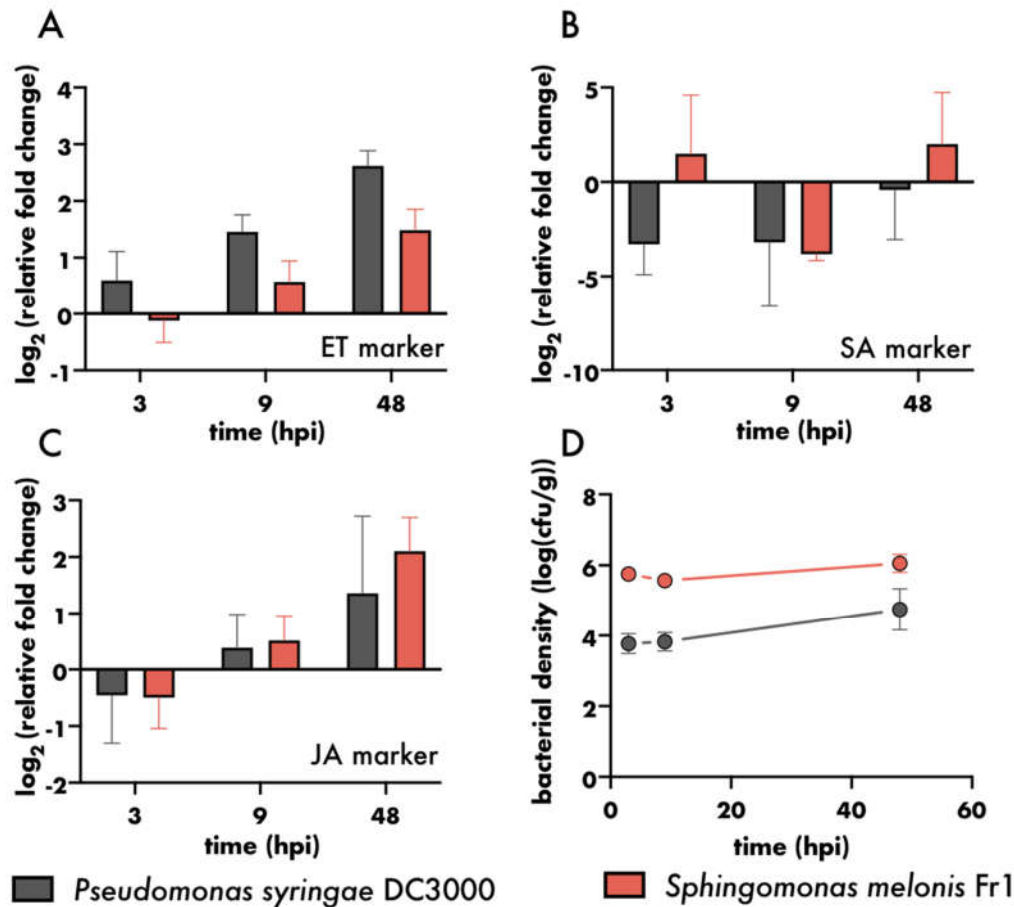 A
log2 (relative fold change)
4
3
2
1
0
-1
ET marker
3 9 48
time (hpi)
B
log2 (relative fold change)
5
0
-5
-10
SA marker
3 9 48
time (hpi)
C
log2 (relative fold change)
3
2
1
0
-1
-2
JA marker
3 9 48
time (hpi)
D
bacterial density (log(cfu/g))
8
6
4
2
0
0 20 40 60
time (hpi)
Pseudomonas syringae DC3000
Sphingomonas melonis Fr1